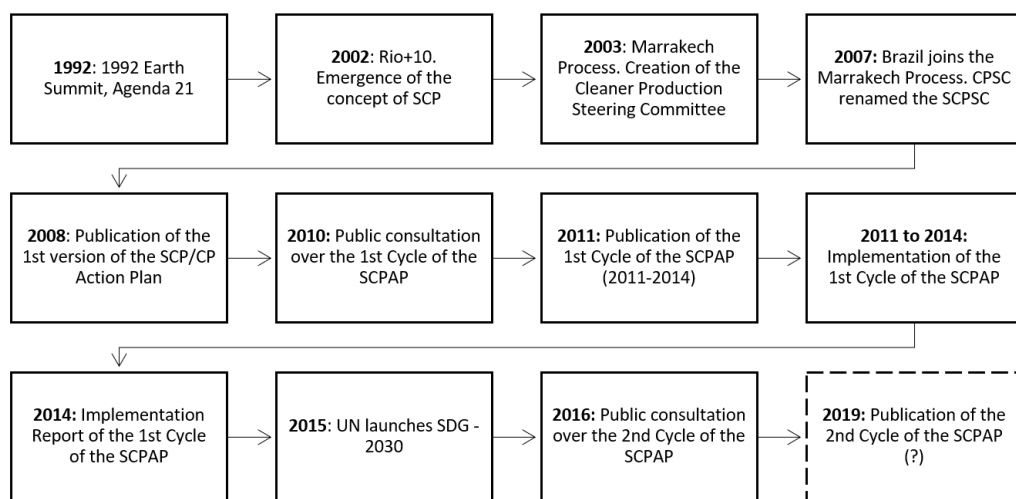 1992: 1992 Earth
Summit, Agenda 21
2002: Rio+10.
Emergence of the
concept of SCP
2003: Marrakech
Process. Creation of the
Cleaner Production
Steering Committee
2007: Brazil joins the
Marrakech Process. CPSC
renamed the SCPSC
2008: Publication of the
1st version of the SCP/CP
Action Plan
2010: Public consultation
over the 1st Cycle of the
SCPAP
2011: Publication of the
1st Cycle of the SCPAP
(2011-2014)
2011 to 2014:
Implementation of the
1st Cycle of the SCPAP
2014: Implementation
Report of the 1st Cycle
of the SCPAP
2015: UN launches SDG -
2030
2016: Public consultation
over the 2nd Cycle of the
SCPAP
2019: Publication of the
2nd Cycle of the SCPAP
(?)